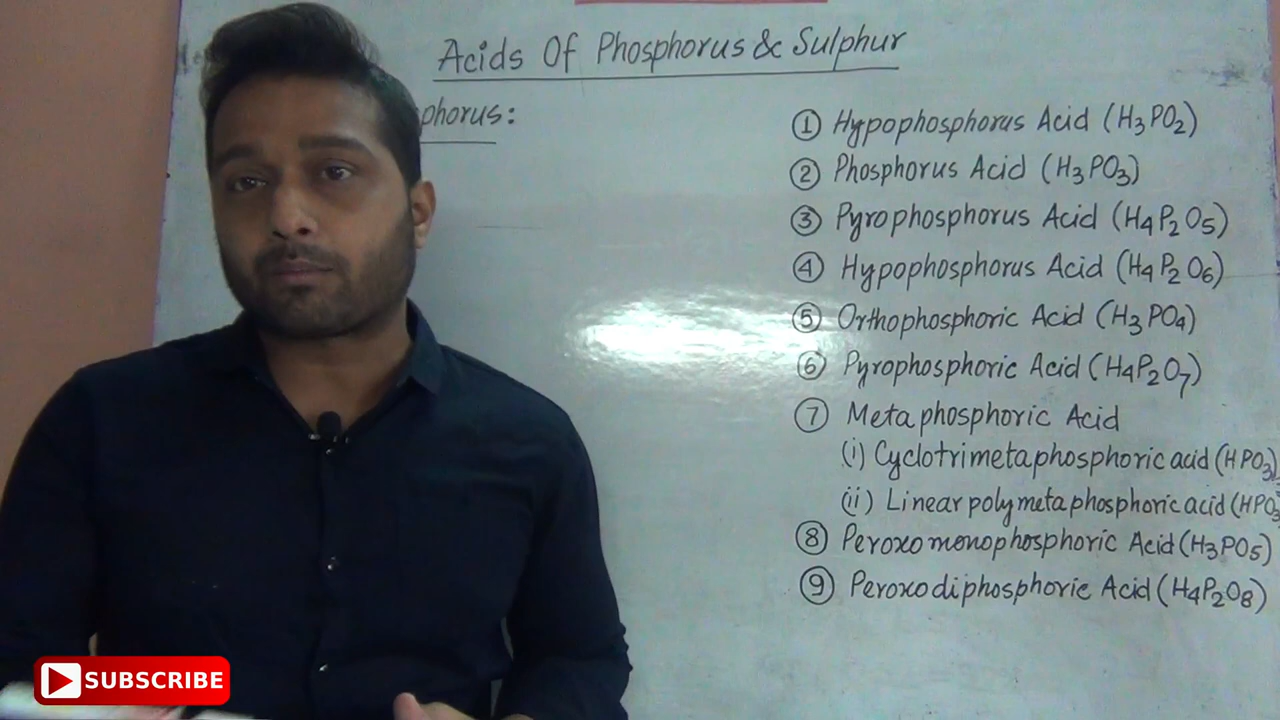 Acids Of Phosphorus & Sulphur
phorus:
① Hypophosphorus Acid (H3PO2)
② Phosphorus Acid (H3PO3)
③ Pyrophosphorus Acid (H4P2O5)
④ Hypophosphorus Acid (H4P2O6)
⑤ Orthophosphoric Acid (H3PO4)
⑥ Pyrophosphoric Acid (H4P2O7)
⑦ Metaphosphoric Acid
(i) Cyclotrimetaphosphoric acid (HPO3)
(ii) Linear polymetaphosphoric acid (HPO3
⑧ Peroxomonophosphoric Acid (H3PO5)
⑨ Peroxodiphosphoric Acid (H4P2O8)
SUBSCRIBE